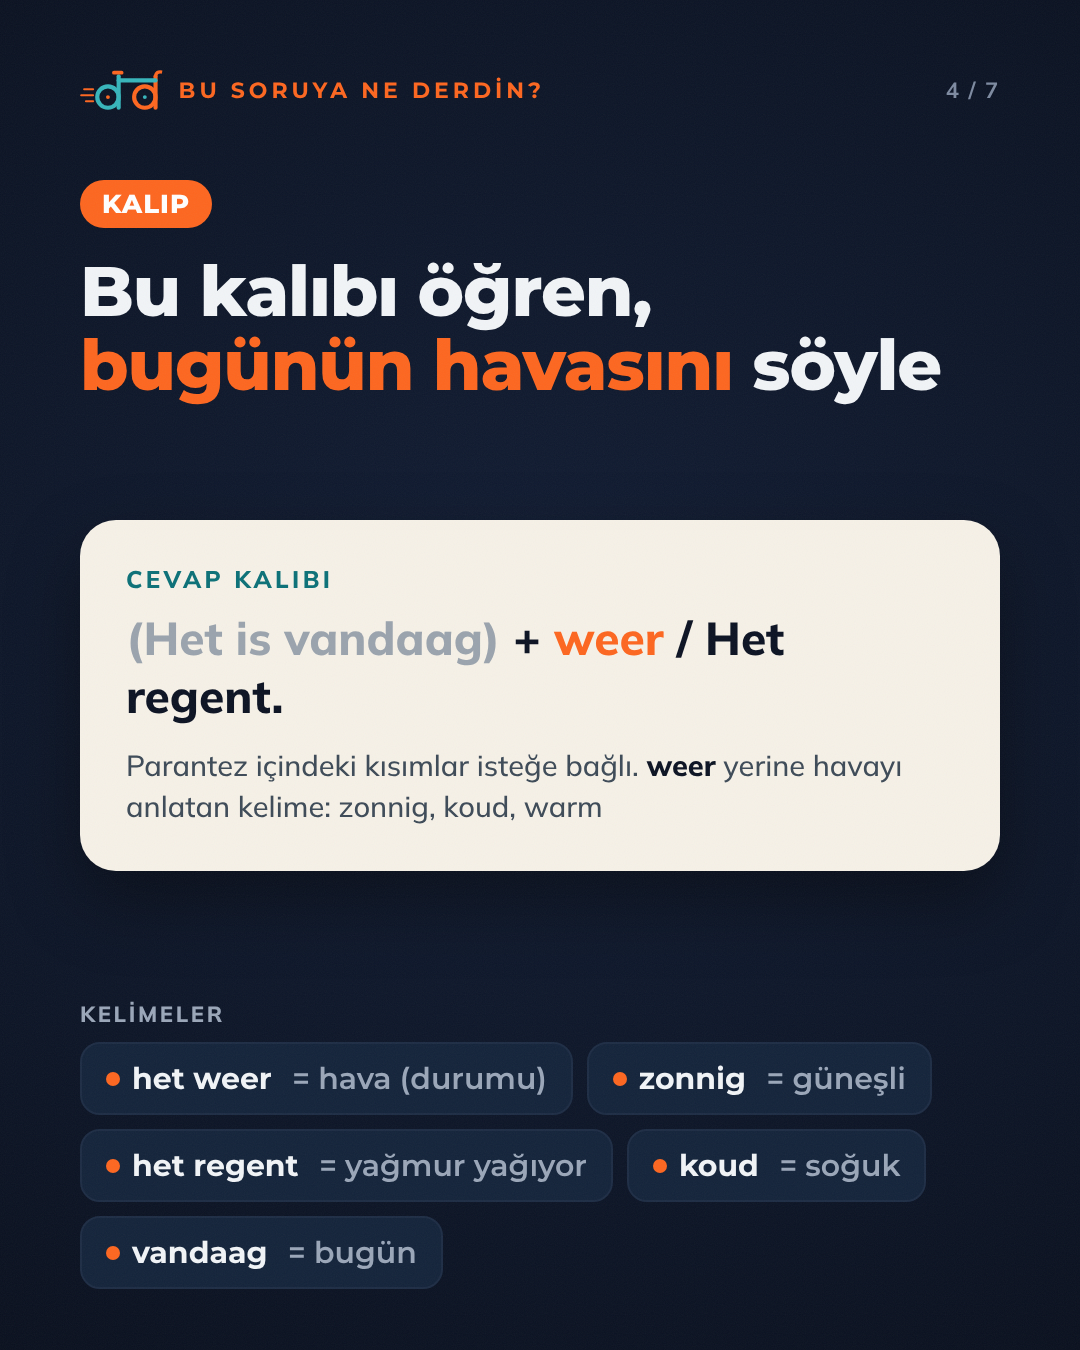 BU SORUYA NE DERDİN?
4 / 7
KALIP
Bu kalıbı öğren,
bugünün havasını söyle
CEVAP KALIBI
(Het is vandaag) + weer / Het
regent.
Parantez içindeki kısımlar isteğe bağlı. weer yerine havayı
anlatan kelime: zonnig, koud, warm
KELİMELER
het weer = hava (durumu)
zonnig = güneşli
het regent = yağmur yağıyor
koud = soğuk
vandaag = bugün